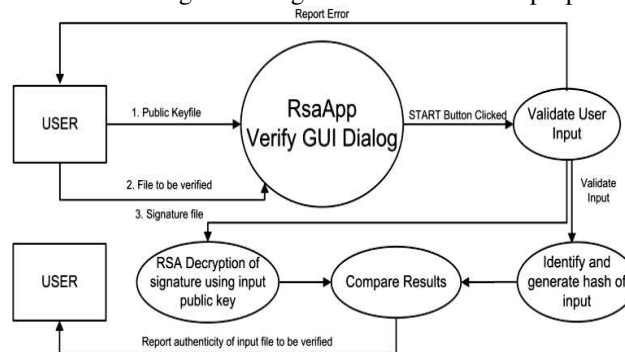 Report Error
USER
1. Public Keyfile
RsaApp
Verify GUI Dialog
START Button Clicked
Validate User
Input
2. File to be verified
3. Signature file
Validate
Input
USER
RSA Decryption of
signature using input
public key
Compare Results
Identify and
generate hash of
input
Report authenticity of input file to be verified